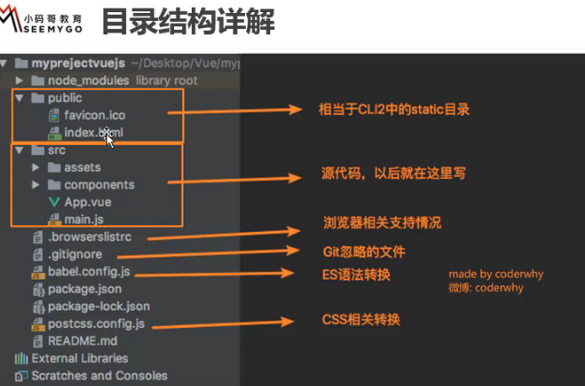 小码哥教育
SEEMYGO
目录结构详解
myprejectvuejs ~/Desktop/Vue/myp
node_modules library root
public
favicon.ico
相当于CLI2中的static目录
index.html
src
assets
源代码，以后就在这里写
components
App.vue
main.js
浏览器相关支持情况
.browserslistrc
Git忽略的文件
.gitignore
ES语法转换
babel.config.js
made by coderwhy
微博: coderwhy
package.json
package-lock.json
CSS相关转换
postcss.config.js
README.md
External Libraries
Scratches and Consoles